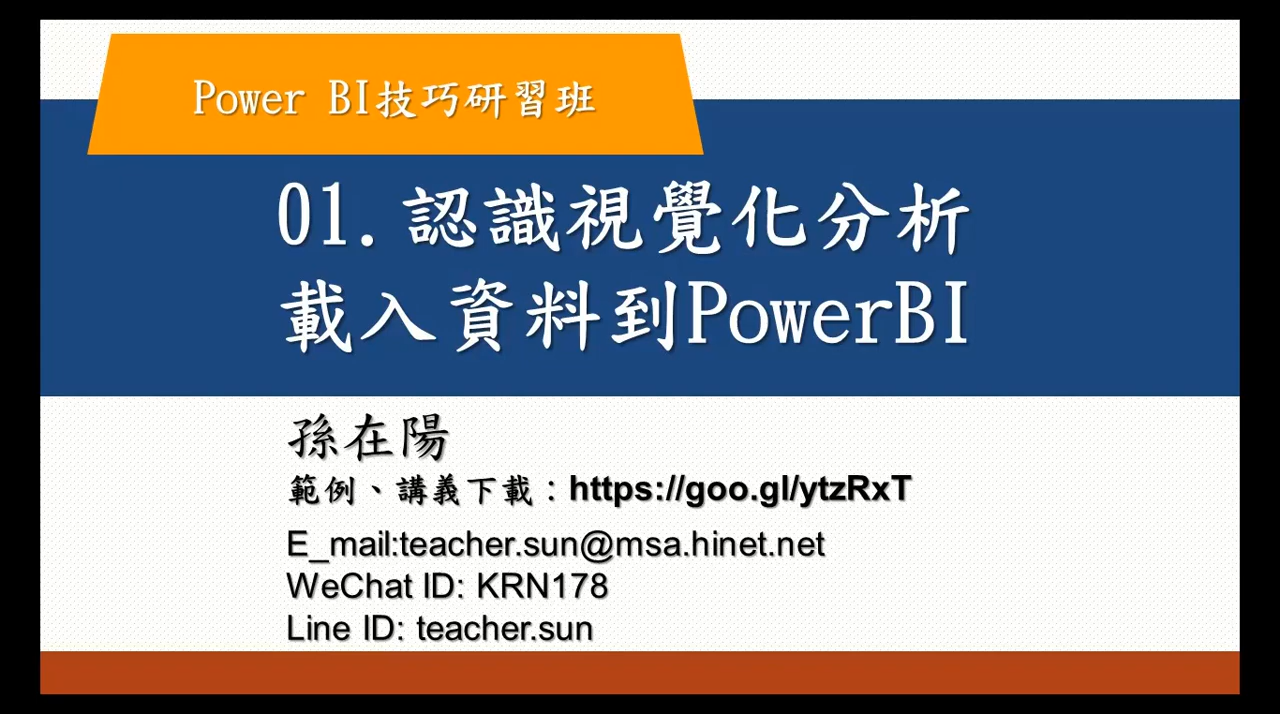 Power BI技巧研習班
01.認識視覺化分析
載入資料到PowerBI
孫在陽
範例、講義下載：https://goo.gl/ytzRxT
E_mail:teacher.sun@msa.hinet.net
WeChat ID: KRN178
Line ID: teacher.sun